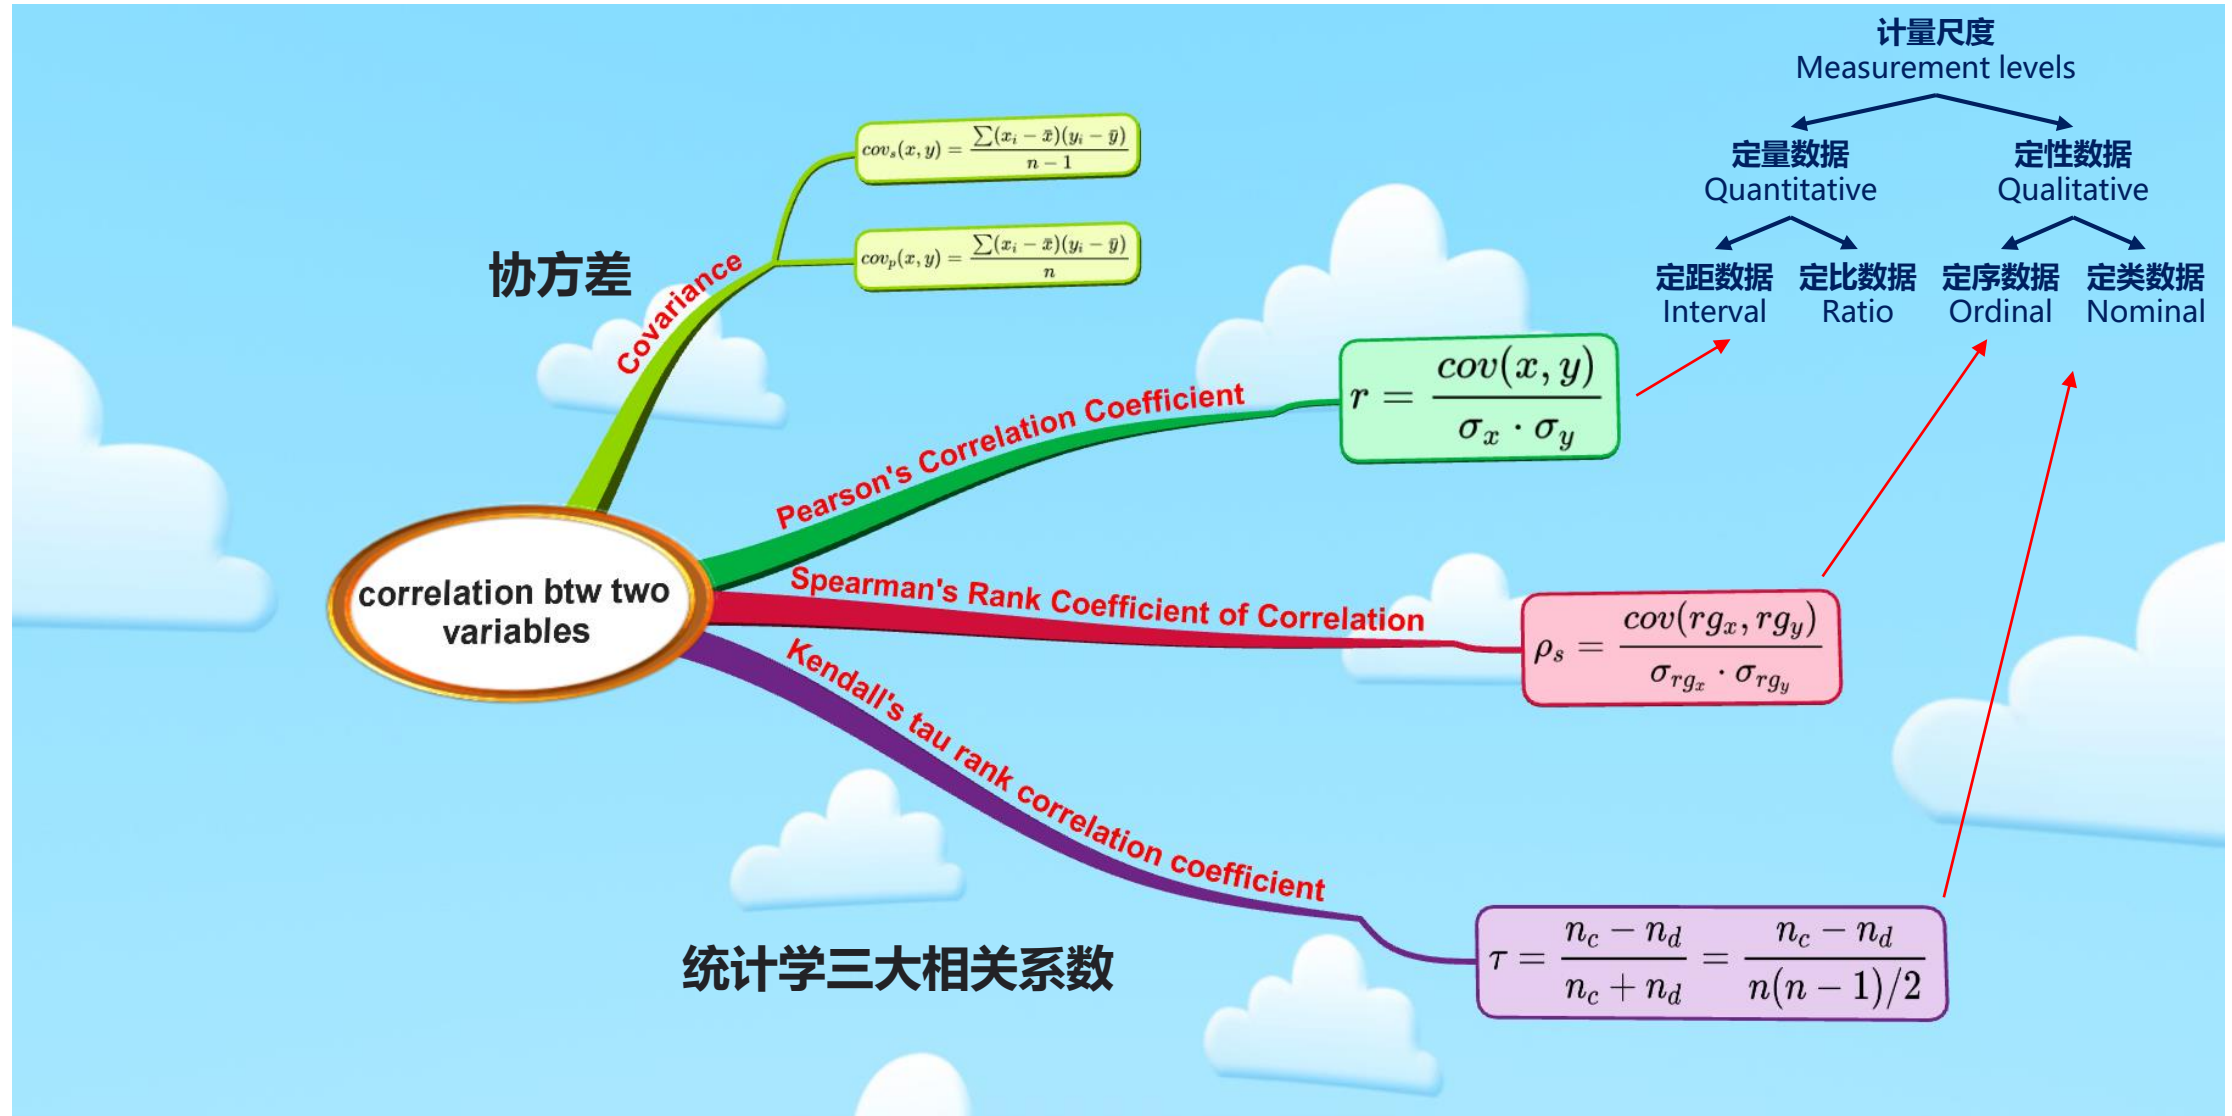 计量尺度
Measurement levels
定量数据
Quantitative
定性数据
Qualitative
定距数据
Interval
定比数据
Ratio
定序数据
Ordinal
定类数据
Nominal
协方差
Covariance
cov_s(x, y) = ∑(x_i − x̄)(y_i − ȳ) / n − 1
cov_p(x, y) = ∑(x_i − x̄)(y_i − ȳ) / n
Pearson's Correlation Coefficient
r = cov(x, y) / σ_x · σ_y
correlation btw two
variables
Spearman's Rank Coefficient of Correlation
ρ_s = cov(rg_x, rg_y) / σ_{rg_x} · σ_{rg_y}
Kendall's tau rank correlation coefficient
τ = n_c − n_d / n_c + n_d = n_c − n_d / n(n − 1)/2
统计学三大相关系数